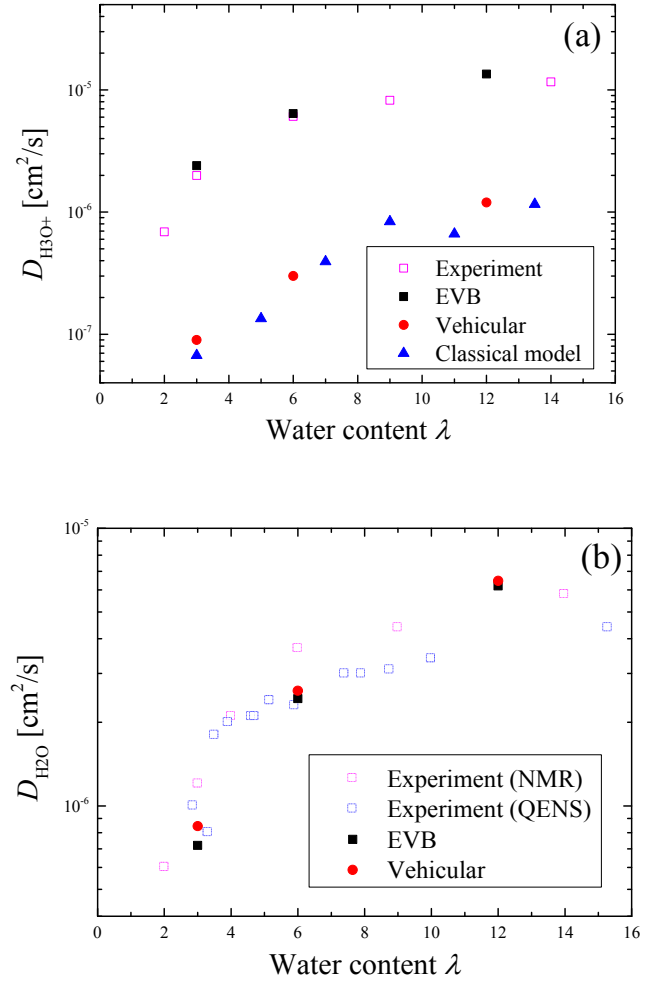 (a)
10⁻⁵
10⁻⁶
10⁻⁷
D_H3O+ [cm²/s]
Experiment
EVB
Vehicular
Classical model
0 2 4 6 8 10 12 14 16
Water content λ
(b)
10⁻⁵
10⁻⁶
D_H2O [cm²/s]
Experiment (NMR)
Experiment (QENS)
EVB
Vehicular
0 2 4 6 8 10 12 14 16
Water content λ